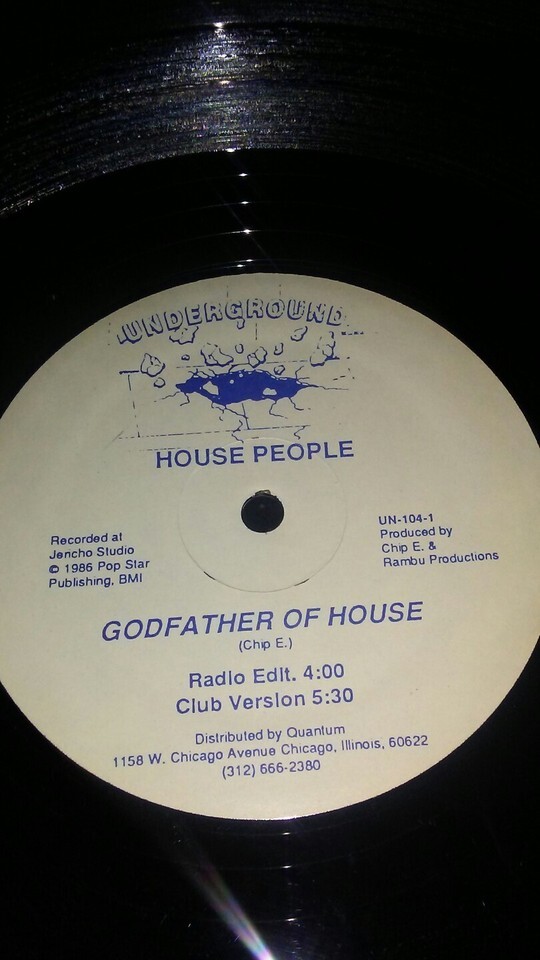 UNDERGROUND
HOUSE PEOPLE
Recorded at
Jencho Studio
© 1986 Pop Star
Publishing, BMI
UN-104-1
Produced by
Chip E. &
Rambu Productions
GODFATHER OF HOUSE
(Chip E.)
Radio Edit. 4:00
Club Version 5:30
Distributed by Quantum
1158 W. Chicago Avenue Chicago, Illinois, 60622
(312) 666-2380